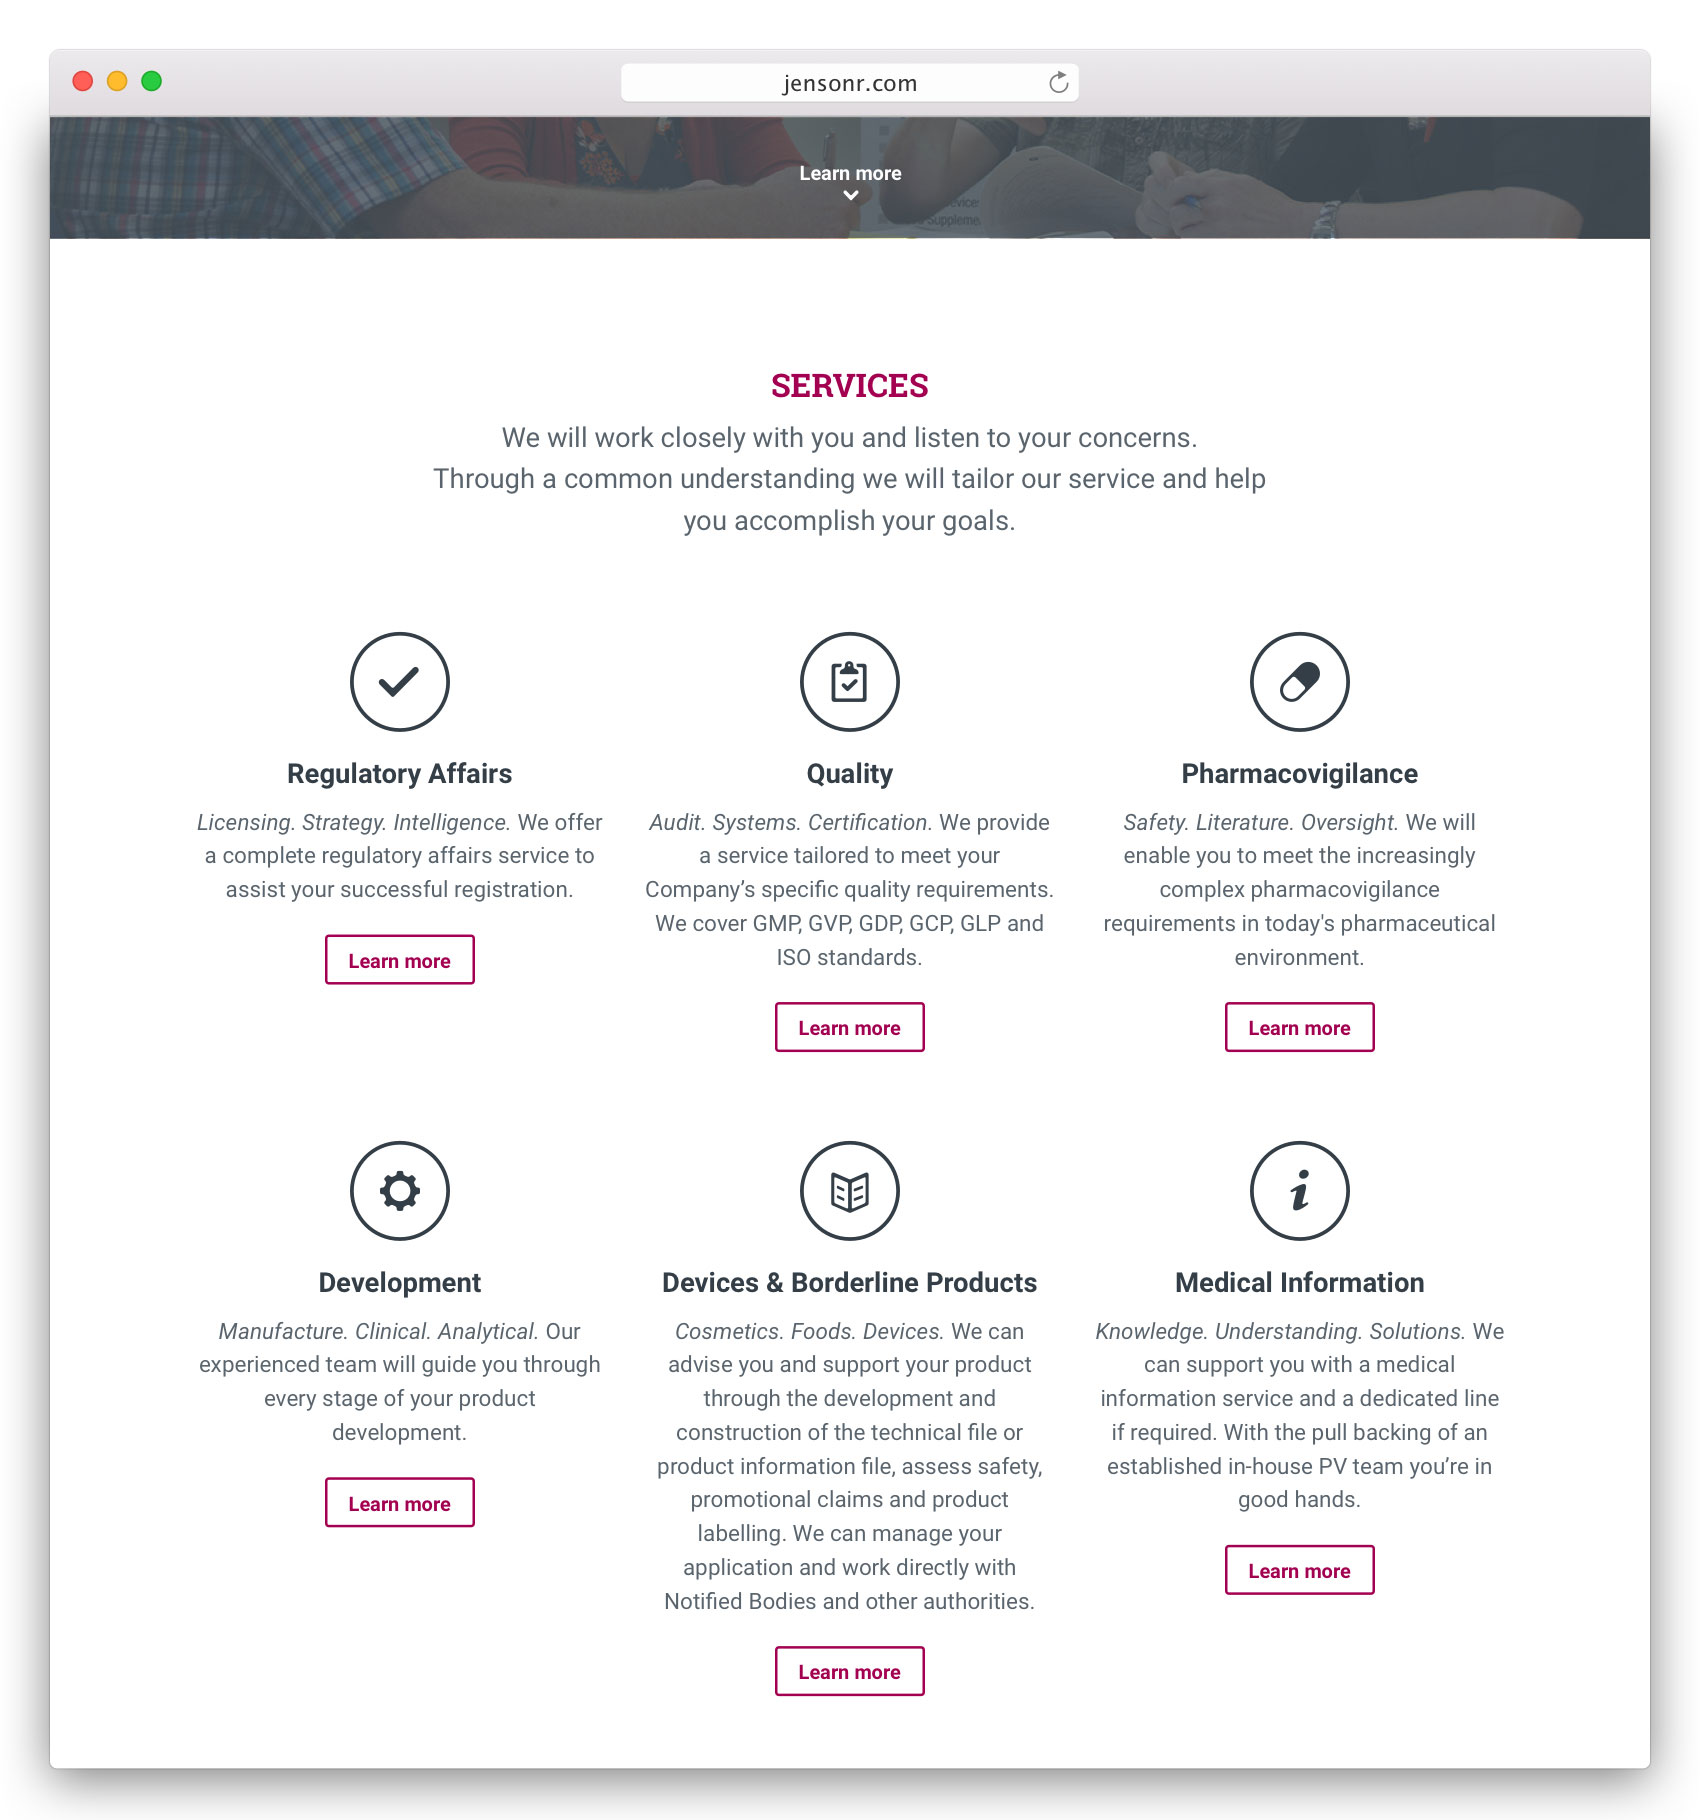 jensonr.com
Learn more
Supplemen
SERVICES
We will work closely with you and listen to your concerns.
Through a common understanding we will tailor our service and help
you accomplish your goals.
Regulatory Affairs
Licensing. Strategy. Intelligence. We offer
a complete regulatory affairs service to
assist your successful registration.
Learn more
Quality
Audit. Systems. Certification. We provide
a service tailored to meet your
Company’s specific quality requirements.
We cover GMP, GVP, GDP, GCP, GLP and
ISO standards.
Learn more
Pharmacovigilance
Safety. Literature. Oversight. We will
enable you to meet the increasingly
complex pharmacovigilance
requirements in today's pharmaceutical
environment.
Learn more
Development
Manufacture. Clinical. Analytical. Our
experienced team will guide you through
every stage of your product
development.
Learn more
Devices & Borderline Products
Cosmetics. Foods. Devices. We can
advise you and support your product
through the development and
construction of the technical file or
product information file, assess safety,
promotional claims and product
labelling. We can manage your
application and work directly with
Notified Bodies and other authorities.
Learn more
Medical Information
Knowledge. Understanding. Solutions. We
can support you with a medical
information service and a dedicated line
if required. With the pull backing of an
established in-house PV team you’re in
good hands.
Learn more